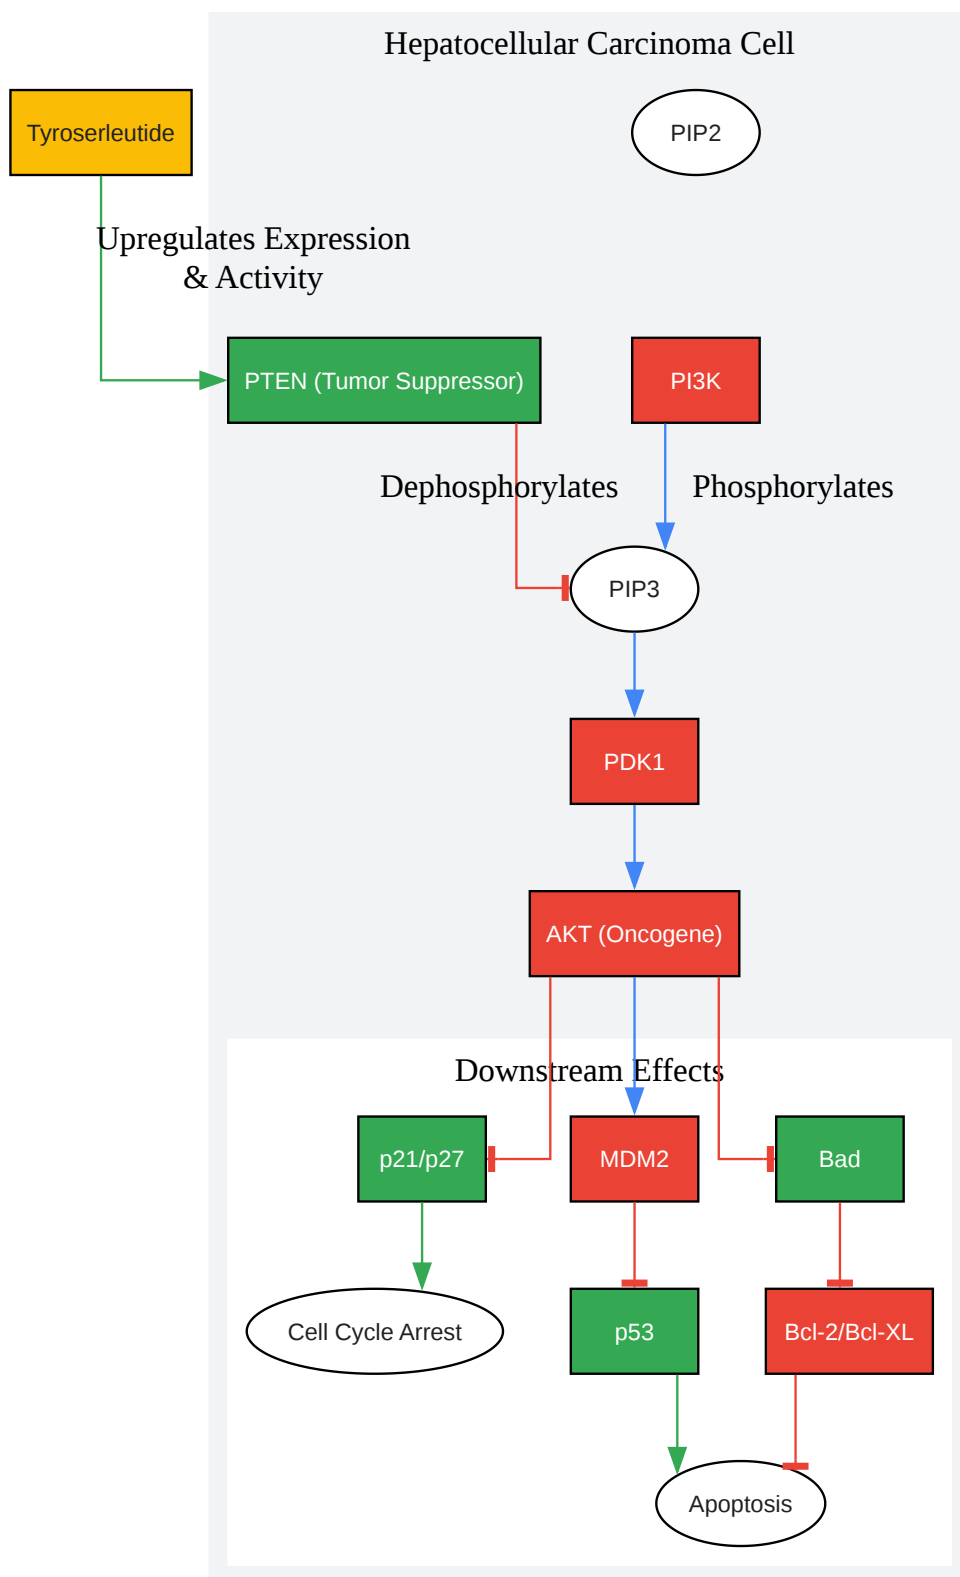 Hepatocellular Carcinoma Cell
Tyroserleutide
PIP2
Upregulates Expression
& Activity
PTEN (Tumor Suppressor)
PI3K
Dephosphorylates
Phosphorylates
PIP3
PDK1
AKT (Oncogene)
Downstream Effects
p21/p27
MDM2
Bad
Cell Cycle Arrest
p53
Bcl-2/Bcl-XL
Apoptosis